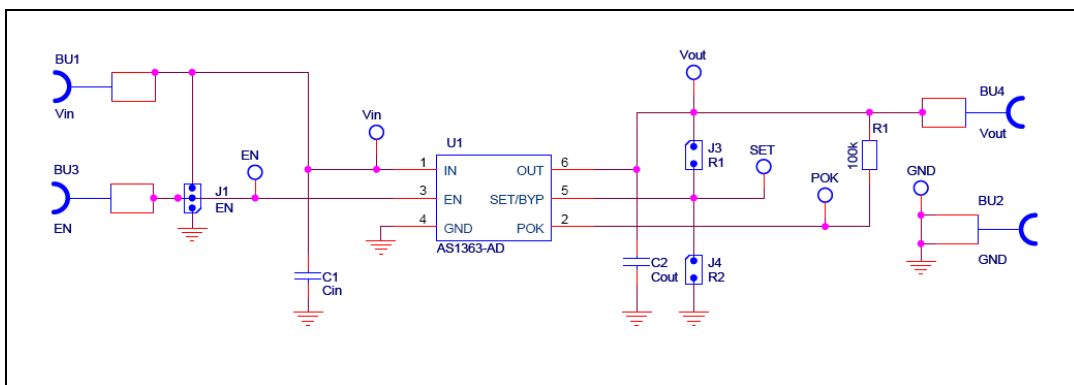 BU1
Vin
BU3
EN
J1
EN
EN
Vin
C1
Cin
U1
1 IN
3 EN
4 GND
OUT 6
SET/BYP 5
POK 2
AS1363-AD
Vout
J3
R1
SET
J4
R2
C2
Cout
POK
R1
100k
BU4
Vout
GND
BU2
GND